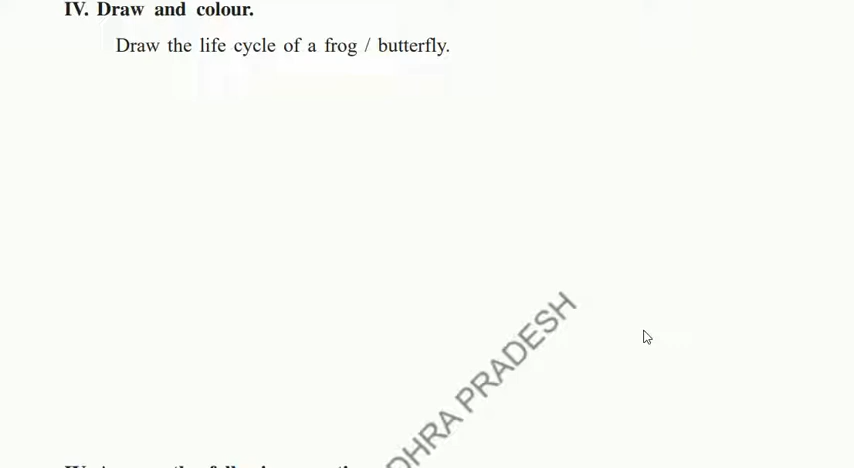 IV. Draw and colour.
Draw the life cycle of a frog / butterfly.
DHRA PRADESH